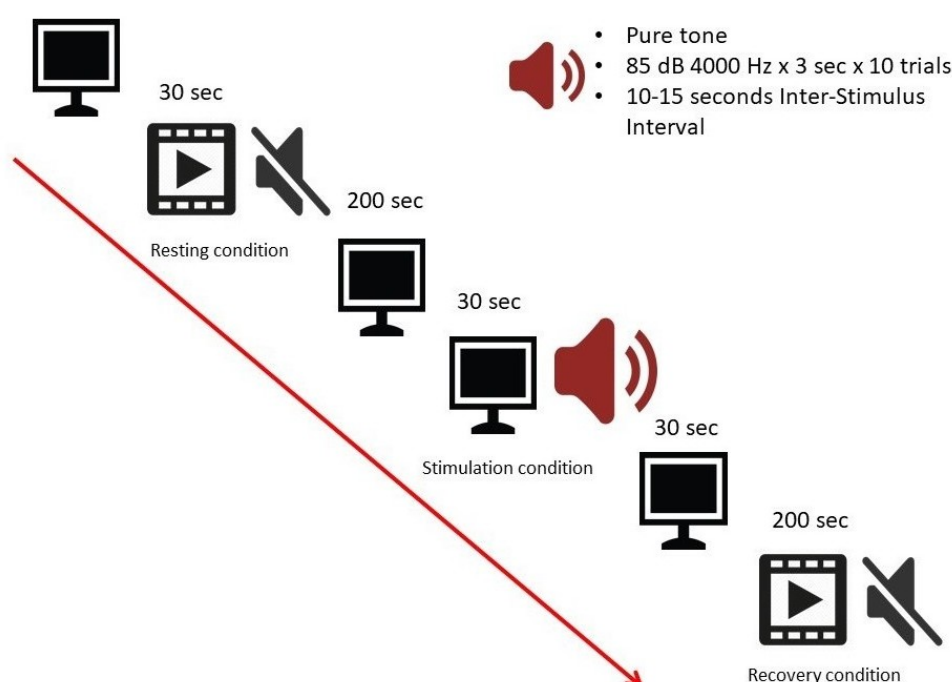 • Pure tone
• 85 dB 4000 Hz x 3 sec x 10 trials
• 10-15 seconds Inter-Stimulus
Interval
30 sec
Resting condition
200 sec
30 sec
Stimulation condition
30 sec
200 sec
Recovery condition